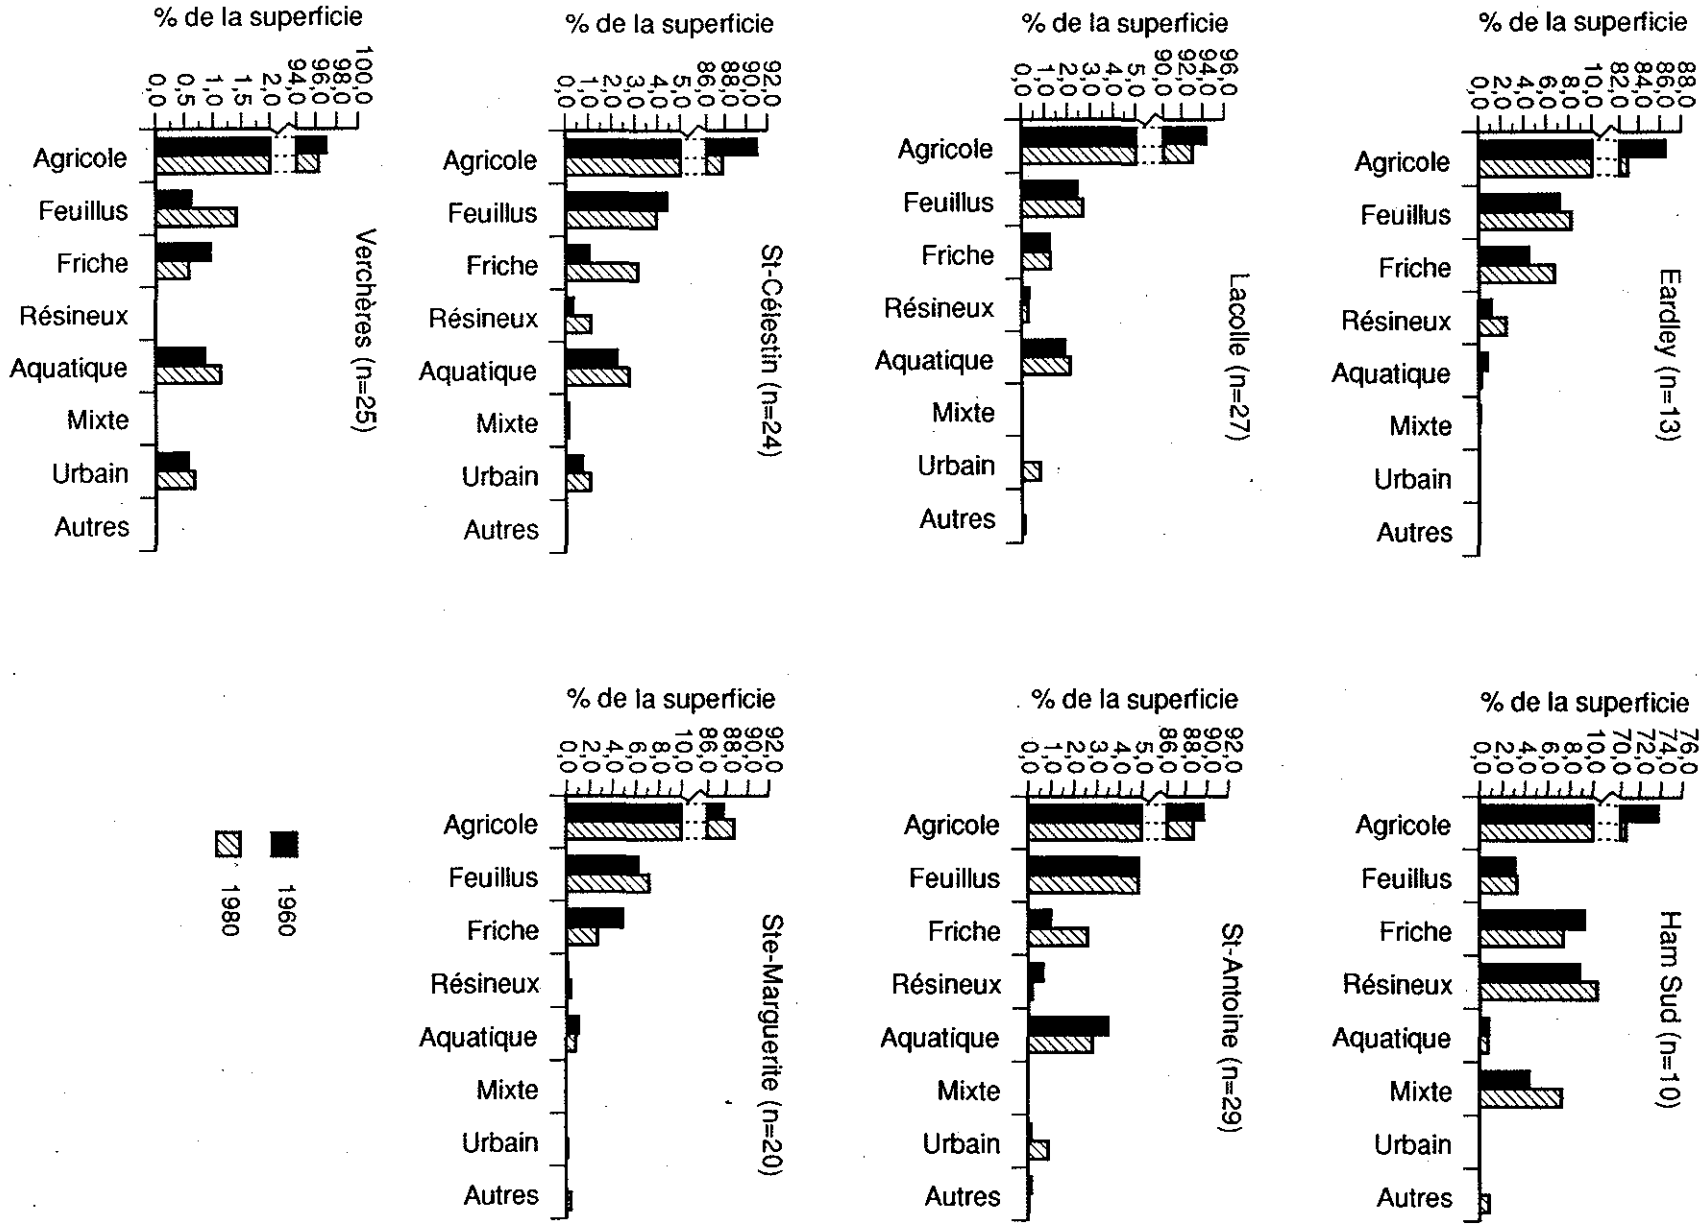 % de la superficie
88,0
86,0
84,0
82,0
10,0
8,0
6,0
4,0
2,0
0,0
Agricole
Feuillus
Friche
Résineux
Aquatique
Mixte
Urbain
Autres
Eardley (n=13)
% de la superficie
76,0
74,0
72,0
70,0
10,0
8,0
6,0
4,0
2,0
0,0
Agricole
Feuillus
Friche
Résineux
Aquatique
Mixte
Urbain
Autres
Ham Sud (n=10)
% de la superficie
96,0
94,0
92,0
90,0
5,0
4,0
3,0
2,0
1,0
0,0
Agricole
Feuillus
Friche
Résineux
Aquatique
Mixte
Urbain
Autres
Lacolle (n=27)
% de la superficie
92,0
90,0
88,0
86,0
5,0
4,0
3,0
2,0
1,0
0,0
Agricole
Feuillus
Friche
Résineux
Aquatique
Mixte
Urbain
Autres
St-Antoine (n=29)
% de la superficie
92,0
90,0
88,0
86,0
5,0
4,0
3,0
2,0
1,0
0,0
Agricole
Feuillus
Friche
Résineux
Aquatique
Mixte
Urbain
Autres
St-Célestin (n=24)
% de la superficie
92,0
90,0
88,0
86,0
10,0
8,0
6,0
4,0
2,0
0,0
Agricole
Feuillus
Friche
Résineux
Aquatique
Mixte
Urbain
Autres
Ste-Marguerite (n=20)
% de la superficie
100,0
98,0
96,0
94,0
2,0
1,5
1,0
0,5
0,0
Agricole
Feuillus
Friche
Résineux
Aquatique
Mixte
Urbain
Autres
Verchères (n=25)
1960
1980